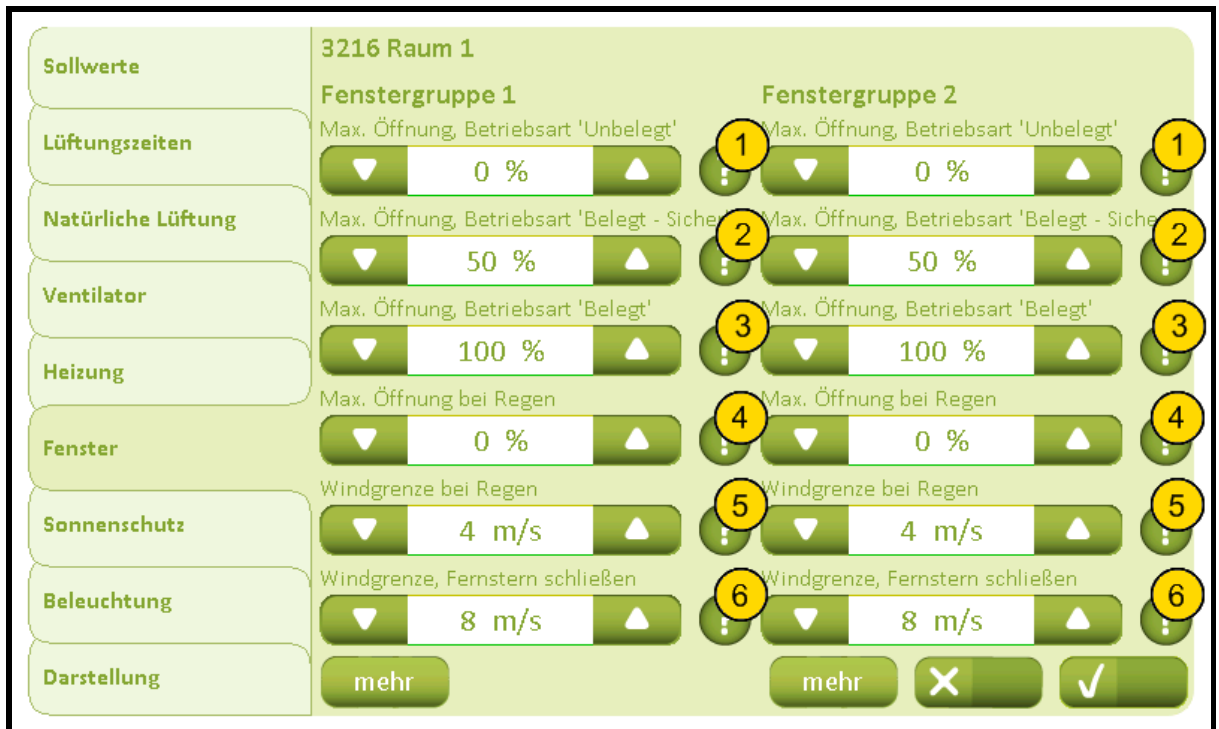 3216 Raum 1
Sollwerte
Lüftungszeiten
Natürliche Lüftung
Ventilator
Heizung
Fenster
Sonnenschutz
Beleuchtung
Darstellung
Fenstergruppe 1
Max. Öffnung, Betriebsart 'Unbelegt'
0 %
1
Max. Öffnung, Betriebsart 'Belegt - Sicher
50 %
2
Max. Öffnung, Betriebsart 'Belegt'
100 %
3
Max. Öffnung bei Regen
0 %
4
Windgrenze bei Regen
4 m/s
5
Windgrenze, Fernstern schließen
8 m/s
6
mehr
Fenstergruppe 2
Max. Öffnung, Betriebsart 'Unbelegt'
0 %
1
Max. Öffnung, Betriebsart 'Belegt - Siche
50 %
2
Max. Öffnung, Betriebsart 'Belegt'
100 %
3
Max. Öffnung bei Regen
0 %
4
Windgrenze bei Regen
4 m/s
5
Windgrenze, Fernstern schließen
8 m/s
6
mehr